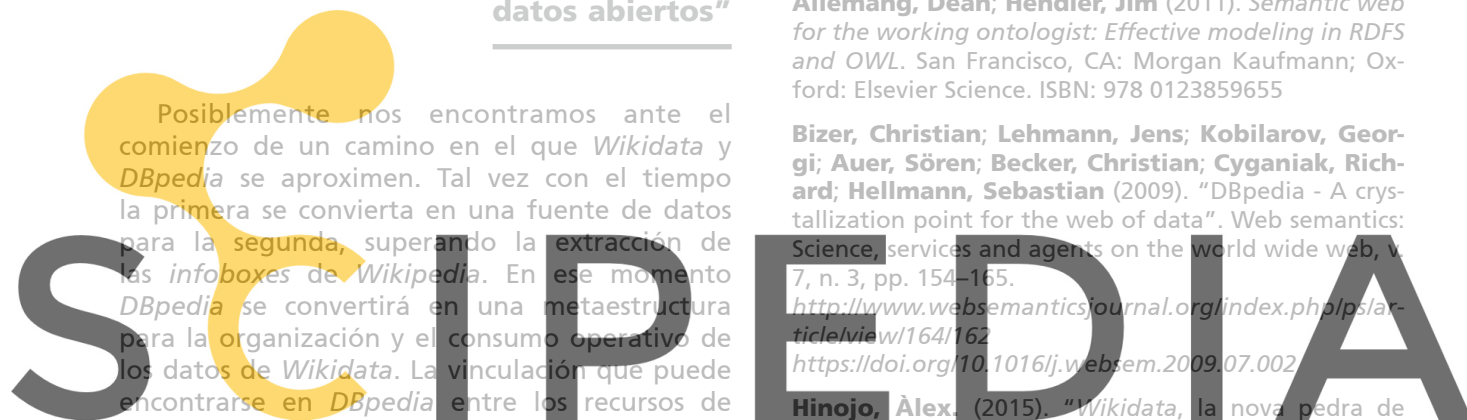 datos abiertos”
Posiblemente nos encontramos ante el
comienzo de un camino en el que Wikidata y
DBpedia se aproximen. Tal vez con el tiempo
la primera se convierta en una fuente de datos
para la segunda, superando la extracción de
las infoboxes de Wikipedia. En ese momento
DBpedia se convertirá en una metaestructura
para la organización y el consumo operativo de
los datos de Wikidata. La vinculación que puede
encontrarse en DBpedia entre los recursos de
Allemang, Dean; Hendler, Jim (2011). Semantic web
for the working ontologist: Effective modeling in RDFS
and OWL. San Francisco, CA: Morgan Kaufmann; Ox-
ford: Elsevier Science. ISBN: 978 0123859655
Bizer, Christian; Lehmann, Jens; Kobilarov, Geor-
gi; Auer, Sören; Becker, Christian; Cyganiak, Rich-
ard; Hellmann, Sebastian (2009). “DBpedia - A crys-
tallization point for the web of data”. Web semantics:
Science, services and agents on the world wide web, v.
7, n. 3, pp. 154–165.
http://www.websemanticsjournal.org/index.php/ps/ar-
ticle/view/164/162
https://doi.org/10.1016/j.websem.2009.07.002
Hinojo, Àlex. (2015). “Wikidata, la nova pedra de
SCIPEDIA